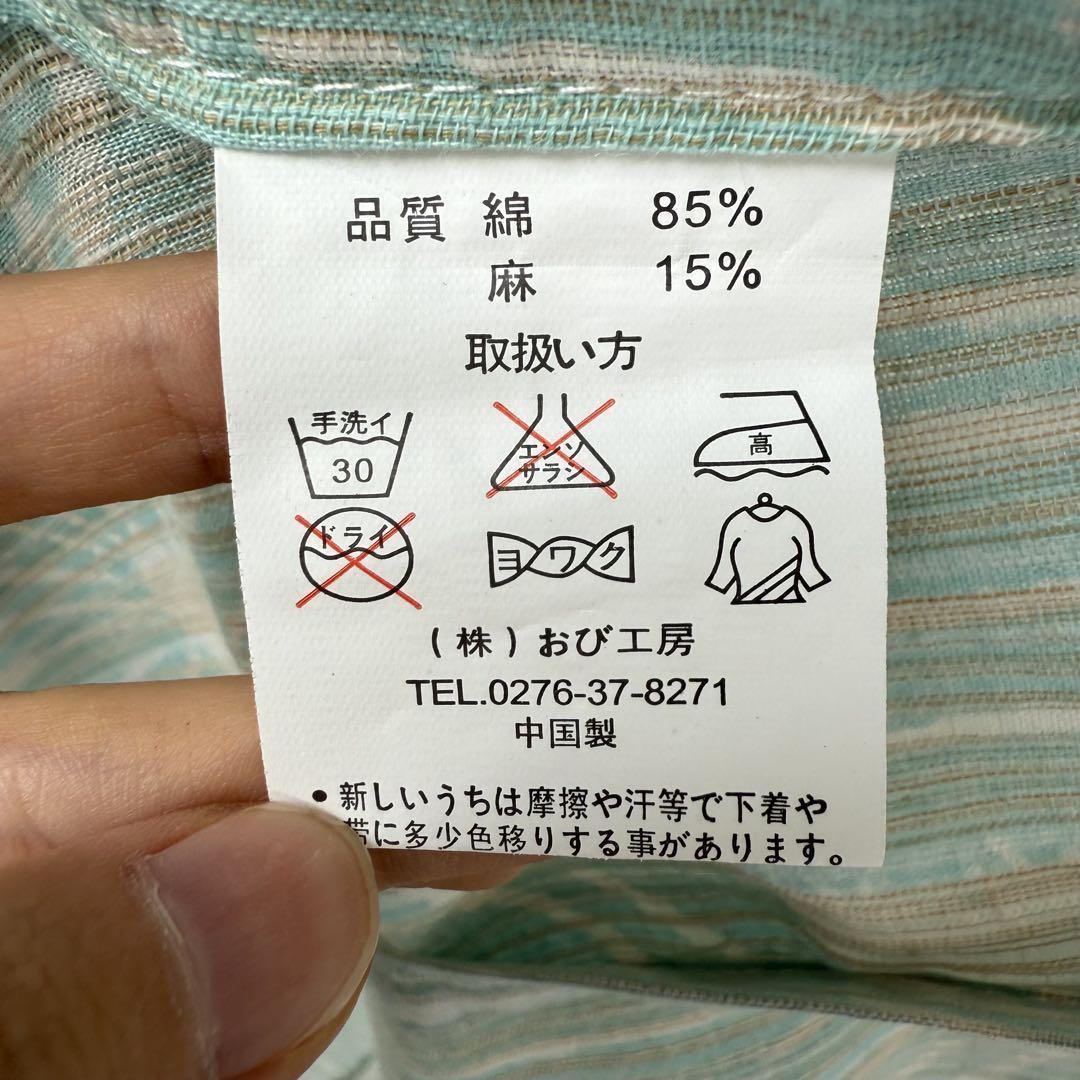 品質 綿 85%
麻 15%
取扱い方
手洗イ
30
エンソ
サラシ
高
ドライ
ヨワク
(株)おび工房
TEL.0276-37-8271
中国製
•新しいうちは摩擦や汗等で下着や
帯に多少色移りする事があります。